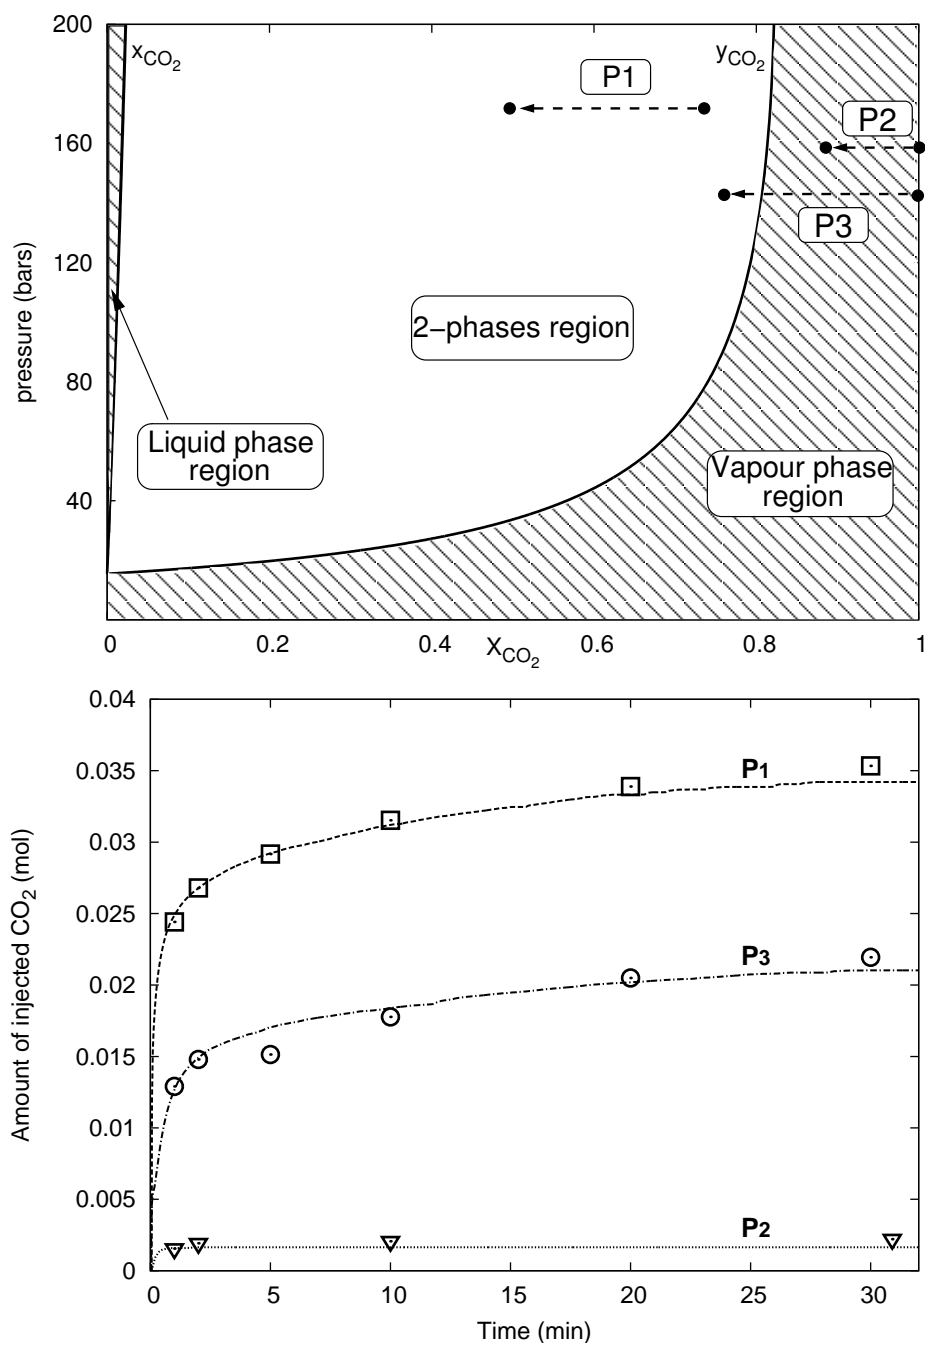 200
160
120
80
40
pressure (bars)
xCO2
yCO2
P1
P2
P3
2−phases region
Liquid phase
region
Vapour phase
region
0
0.2
0.4
0.6
0.8
1
XCO2
0.04
0.035
0.03
0.025
0.02
0.015
0.01
0.005
0
Amount of injected CO2 (mol)
P1
P3
P2
0
5
10
15
20
25
30
Time (min)